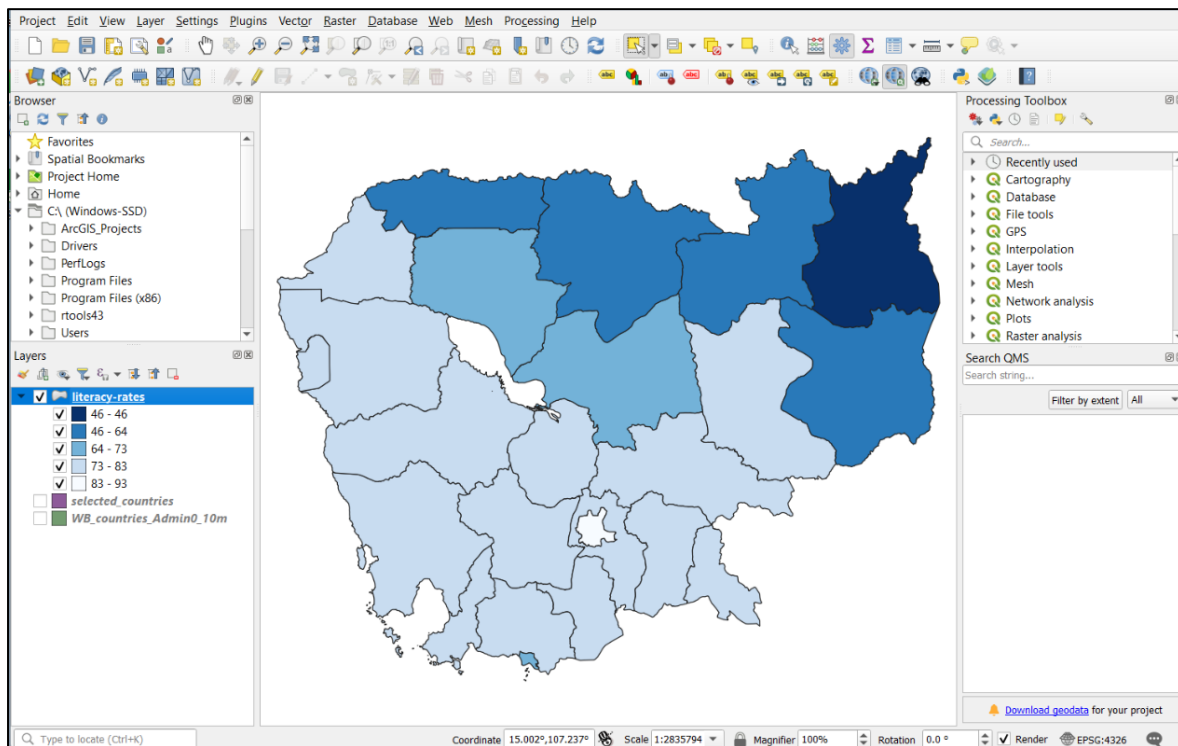 Project Edit View Layer Settings Plugins Vector Raster Database Web Mesh Processing Help
Browser
Favorites
Spatial Bookmarks
Project Home
Home
C:\ (Windows-SSD)
ArcGIS_Projects
Drivers
PerfLogs
Program Files
Program Files (x86)
rtools43
Users
Layers
literacy-rates
46 - 46
46 - 64
64 - 73
73 - 83
83 - 93
selected_countries
WB_countries_Admin0_10m
Processing Toolbox
Search...
Recently used
Cartography
Database
File tools
GPS
Interpolation
Layer tools
Mesh
Network analysis
Plots
Raster analysis
Search QMS
Search string...
Filter by extent All
Download geodata for your project
Type to locate (Ctrl+K) Coordinate 15.002°,107.237° Scale 1:2835794 Magnifier 100% Rotation 0.0 ° Render EPSG:4326